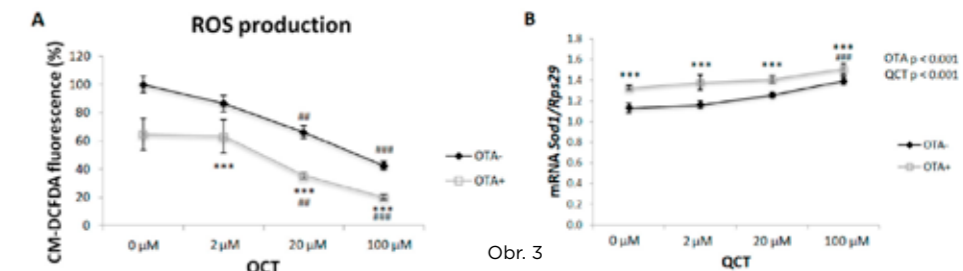 A
ROS production
CM-DCFDA fluorescence (%)
120
100
80
60
40
20
0
##
###
***
***
##
***
###
OTA-
OTA+
0 µM
2 µM
20 µM
100 µM
QCT
Obr. 3
B
mRNA Sod1/Rps29
1.8
1.6
1.4
1.2
1.0
0.8
0.6
0.4
0.2
0.0
***
***
***
***
###
OTA p < 0.001
QCT p < 0.001
OTA-
OTA+
0 µM
2 µM
20 µM
100 µM
QCT